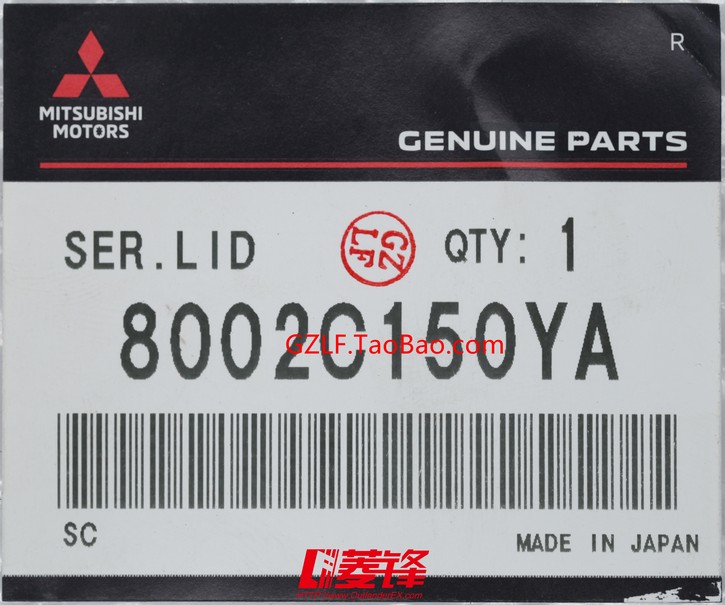 R
MITSUBISHI
MOTORS
GENUINE PARTS
SER.LID
GZ
LF
QTY: 1
8002C150YA
GZLF.TaoBao.com
SC
MADE IN JAPAN
菱锋